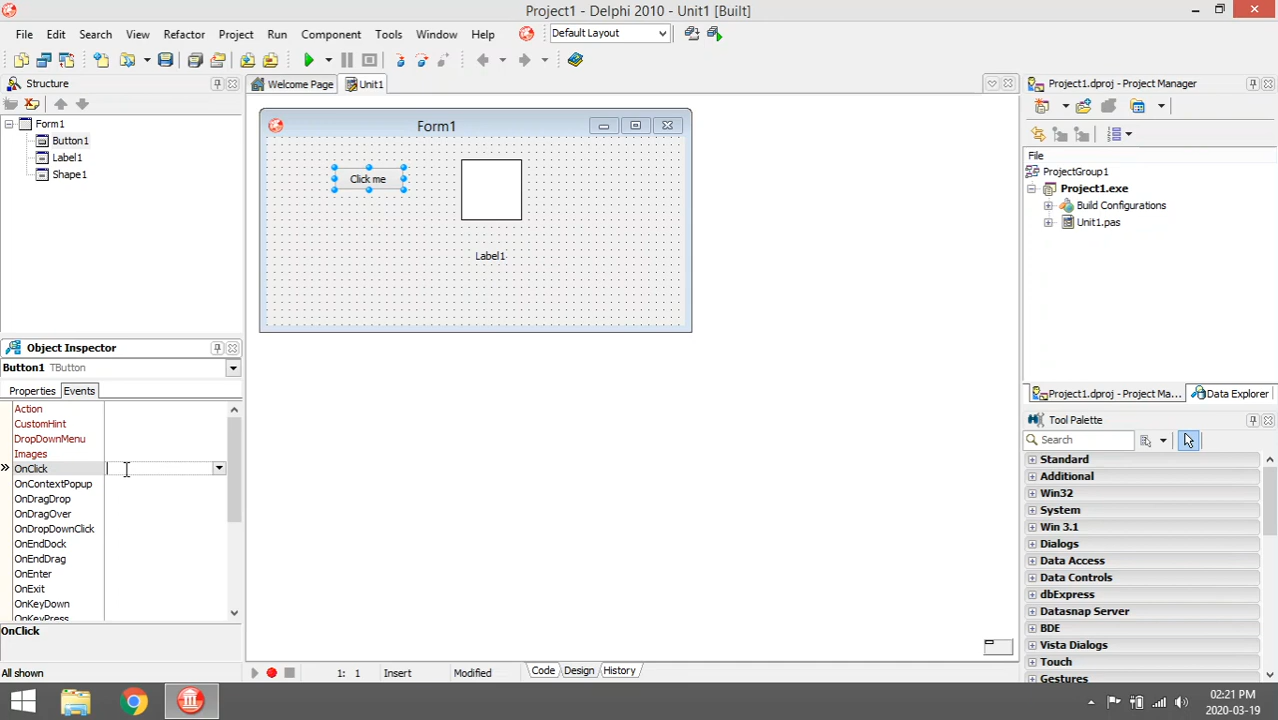 Project1 - Delphi 2010 - Unit1 [Built]
File Edit Search View Refactor Project Run Component Tools Window Help Default Layout
Structure
Form1
Button1
Label1
Shape1
Object Inspector
Button1 TButton
Properties Events
Action
CustomHint
DropDownMenu
Images
OnClick
OnContextPopup
OnDragDrop
OnDragOver
OnDropDownClick
OnEndDock
OnEndDrag
OnEnter
OnExit
OnKeyDown
OnKeyPress
OnClick
All shown
Welcome Page Unit1
Form1
Click me
Label1
1: 1 Insert Modified Code Design History
Project1.dproj - Project Manager
File
ProjectGroup1
Project1.exe
Build Configurations
Unit1.pas
Project1.dproj - Project Ma... Data Explorer
Tool Palette
Search
Standard
Additional
Win32
System
Win 3.1
Dialogs
Data Access
Data Controls
dbExpress
Datasnap Server
BDE
Vista Dialogs
Touch
Gestures
02:21 PM
2020-03-19